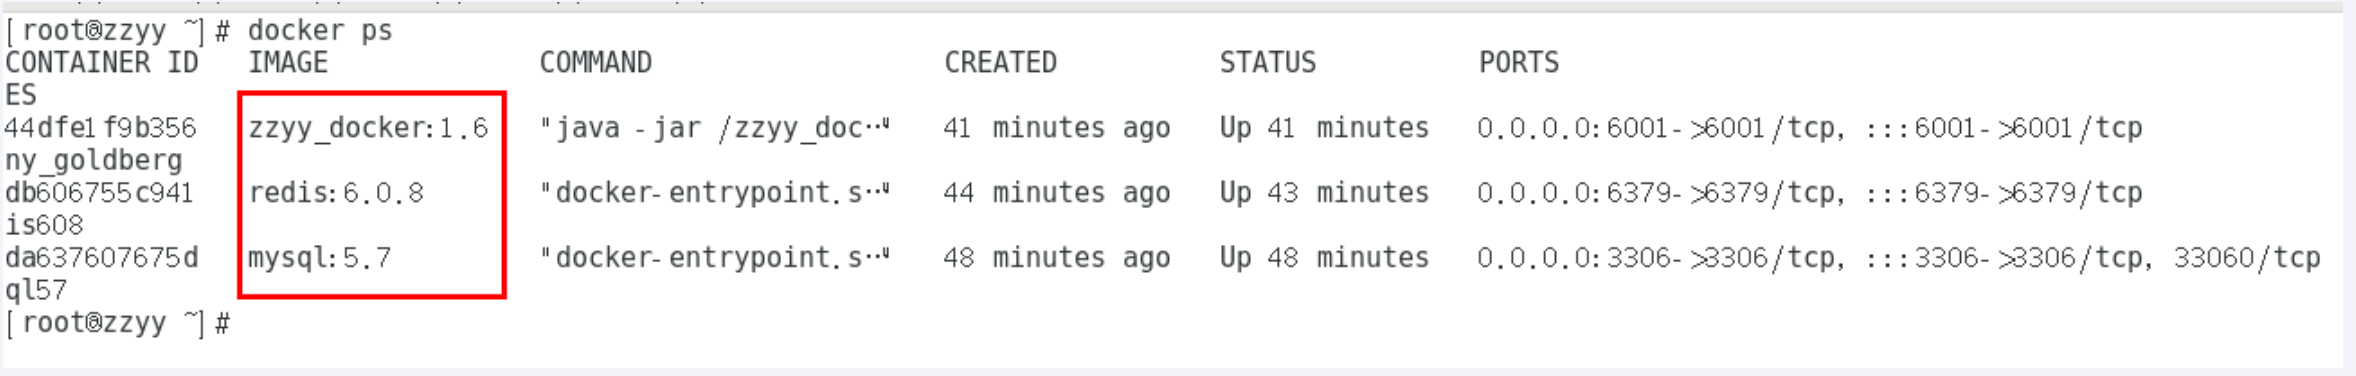 [root@zzyy ~]# docker ps
CONTAINER ID   IMAGE   COMMAND   CREATED   STATUS   PORTS
ES
44dfe1f9b356   zzyy_docker:1.6   "java -jar /zzyy_doc…"   41 minutes ago   Up 41 minutes   0.0.0.0:6001->6001/tcp, :::6001->6001/tcp
ny_goldberg
db606755c941   redis:6.0.8   "docker-entrypoint.s…"   44 minutes ago   Up 43 minutes   0.0.0.0:6379->6379/tcp, :::6379->6379/tcp
is608
da637607675d   mysql:5.7   "docker-entrypoint.s…"   48 minutes ago   Up 48 minutes   0.0.0.0:3306->3306/tcp, :::3306->3306/tcp, 33060/tcp
ql57
[root@zzyy ~]#